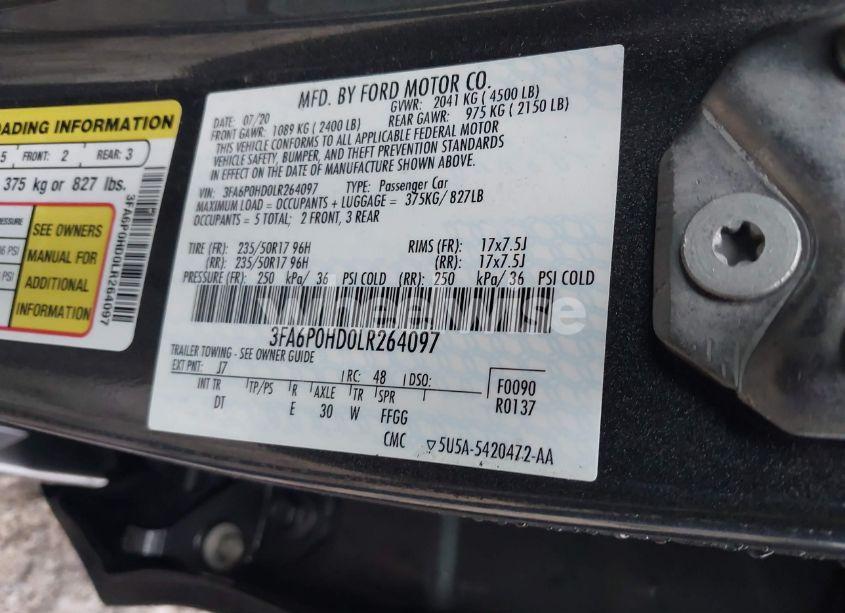 OADING INFORMATION
5 FRONT: 2 REAR: 3
375 kg or 827 lbs.
RESSURE
SEE OWNERS
MANUAL FOR
ADDITIONAL
INFORMATION
PSI
3FA6P0HD0LR264097
MFD. BY FORD MOTOR CO.
DATE: 07/20 GVWR: 2041 KG ( 4500 LB)
FRONT GAWR: 1089 KG ( 2400 LB) REAR GAWR: 975 KG ( 2150 LB)
THIS VEHICLE CONFORMS TO ALL APPLICABLE FEDERAL MOTOR
VEHICLE SAFETY, BUMPER, AND THEFT PREVENTION STANDARDS
IN EFFECT ON THE DATE OF MANUFACTURE SHOWN ABOVE.
VIN: 3FA6P0HD0LR264097 TYPE: Passenger Car
MAXIMUM LOAD = OCCUPANTS + LUGGAGE = 375KG/ 827LB
OCCUPANTS = 5 TOTAL; 2 FRONT, 3 REAR
TIRE (FR): 235/50R17 96H RIMS (FR): 17x7.5J
(RR): 235/50R17 96H (RR): 17x7.5J
PRESSURE (FR): 250 kPa/ 36 PSI COLD (RR): 250 kPa/ 36 PSI COLD
WheelWise
3FA6P0HD0LR264097
TRAILER TOWING - SEE OWNER GUIDE
EXT PNT: J7 RC: 48 DSO: F0090
INT TR TP/PS R AXLE TR SPR R0137
DT E 30 W FFGG
CMC ▽5U5A-5420472-AA